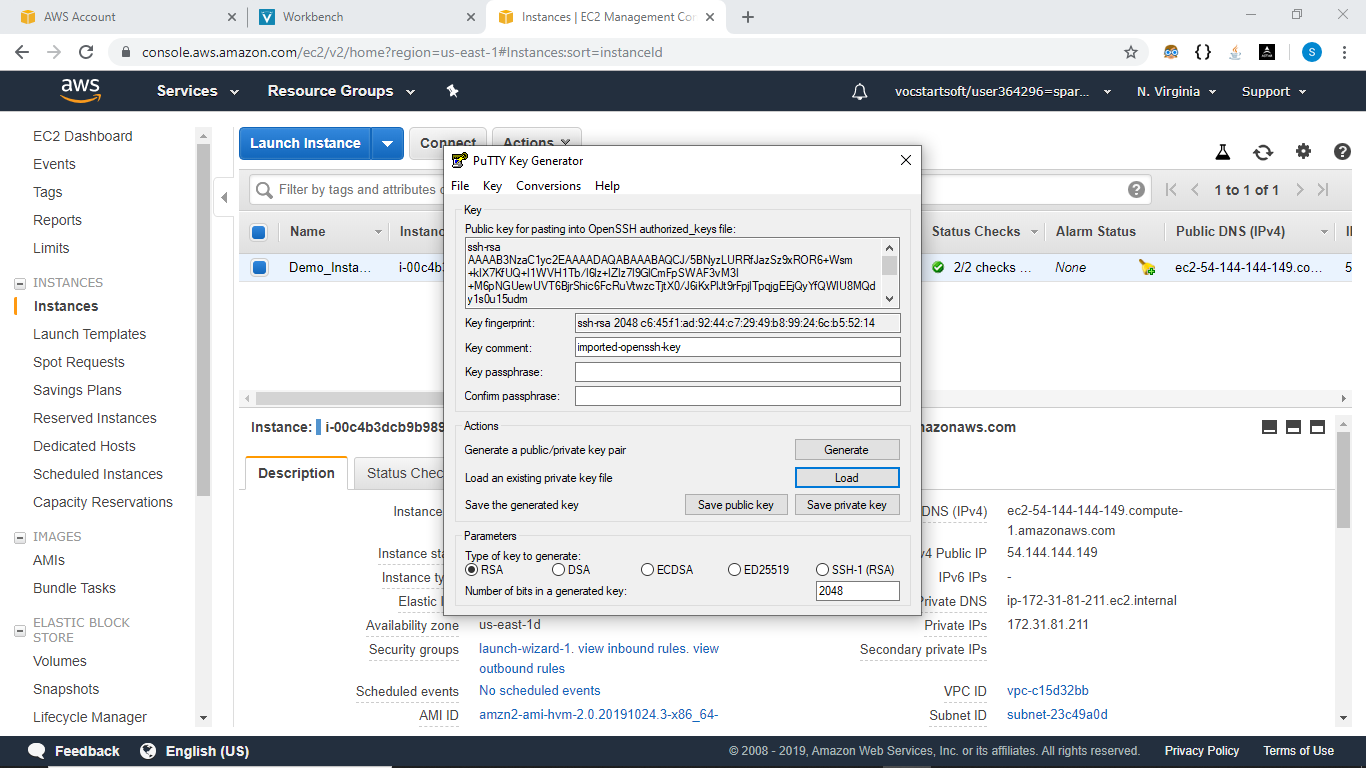 AWS Account
Workbench
Instances | EC2 Management Con
console.aws.amazon.com/ec2/v2/home?region=us-east-1#Instances:sort=instanceId
S
aws
Services
Resource Groups
vocstartsoft/user364296=spar...
N. Virginia
Support
EC2 Dashboard
Events
Tags
Reports
Limits
INSTANCES
Instances
Launch Templates
Spot Requests
Savings Plans
Reserved Instances
Dedicated Hosts
Scheduled Instances
Capacity Reservations
IMAGES
AMIs
Bundle Tasks
ELASTIC BLOCK
STORE
Volumes
Snapshots
Lifecycle Manager
Launch Instance
Connect
Actions
Filter by tags and attributes
1 to 1 of 1
Name
Status Checks
Alarm Status
Public DNS (IPv4)
Demo_Insta...
i-00c4b
2/2 checks ...
None
ec2-54-144-144-149.co...
5
PuTTY Key Generator
File Key Conversions Help
Key
Public key for pasting into OpenSSH authorized_keys file:
ssh-rsa
Key fingerprint:
ssh-rsa 2048 c6:45:f1:ad:92:44:c7:29:49:b8:99:24:6c:b5:52:14
Key comment:
imported-openssh-key
Key passphrase:
Confirm passphrase:
Actions
Generate a public/private key pair
Generate
Load an existing private key file
Load
Save the generated key
Save public key
Save private key
Parameters
Type of key to generate:
RSA
DSA
ECDSA
ED25519
SSH-1 (RSA)
Number of bits in a generated key:
2048
Instance: i-00c4b3dcb9b989
nazonaws.com
Description
Status Chec
Instance
Instance sta
Instance ty
Elastic I
Availability zone
us-east-1d
Security groups
launch-wizard-1. view inbound rules. view
outbound rules
Scheduled events
No scheduled events
AMI ID
amzn2-ami-hvm-2.0.20191024.3-x86_64-
DNS (IPv4)
ec2-54-144-144-149.compute-
1.amazonaws.com
v4 Public IP
54.144.144.149
IPv6 IPs
-
Private DNS
ip-172-31-81-211.ec2.internal
Private IPs
172.31.81.211
Secondary private IPs
VPC ID
vpc-c15d32bb
Subnet ID
subnet-23c49a0d
Feedback
English (US)
© 2008 - 2019, Amazon Web Services, Inc. or its affiliates. All rights reserved.
Privacy Policy
Terms of Use